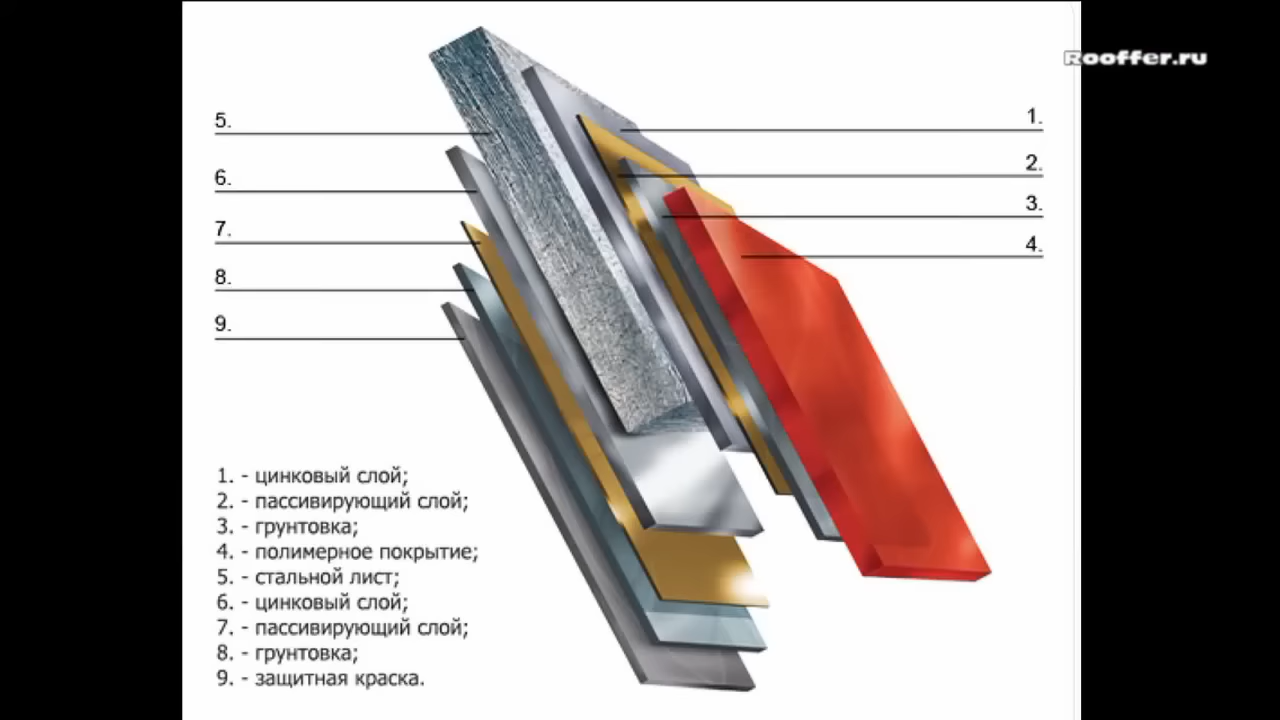 Rooffer.ru
5.
6.
7.
8.
9.
1.
2.
3.
4.
1. - цинковый слой;
2. - пассивирующий слой;
3. - грунтовка;
4. - полимерное покрытие;
5. - стальной лист;
6. - цинковый слой;
7. - пассивирующий слой;
8. - грунтовка;
9. - защитная краска.